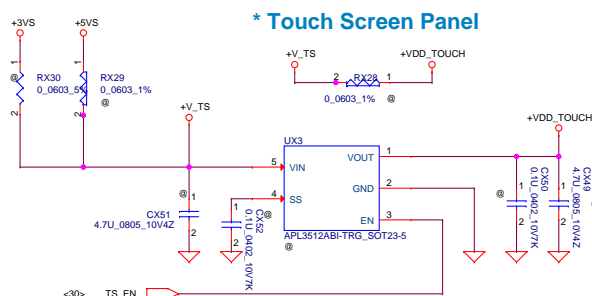 * Touch Screen Panel
+3VS
+5VS
1
1
@
RX30
0_0603_5%
RX29
0_0603_1%
@
2
2
+V_TS
+VDD_TOUCH
2
RX28
1
0_0603_1%
@
+V_TS
+VDD_TOUCH
UX3
5
VIN
VOUT
1
4
SS
GND
2
EN
3
APL3512ABI-TRG_SOT23-5
@
@
1
CX51
4.7U_0805_10V4Z
2
@
1
CX52
0.1U_0402_10V7K
2
@
1
CX50
0.1U_0402_10V7K
2
1
CX49
4.7U_0805_10V4Z
2
<30>
TS_EN